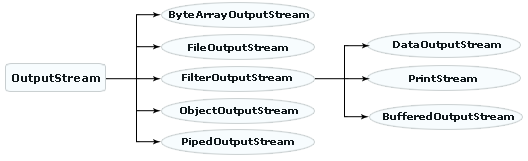 ByteArrayOutputStream
FileOutputStream
DataOutputStream
OutputStream
FilterOutputStream
PrintStream
ObjectOutputStream
BufferedOutputStream
PipedOutputStream